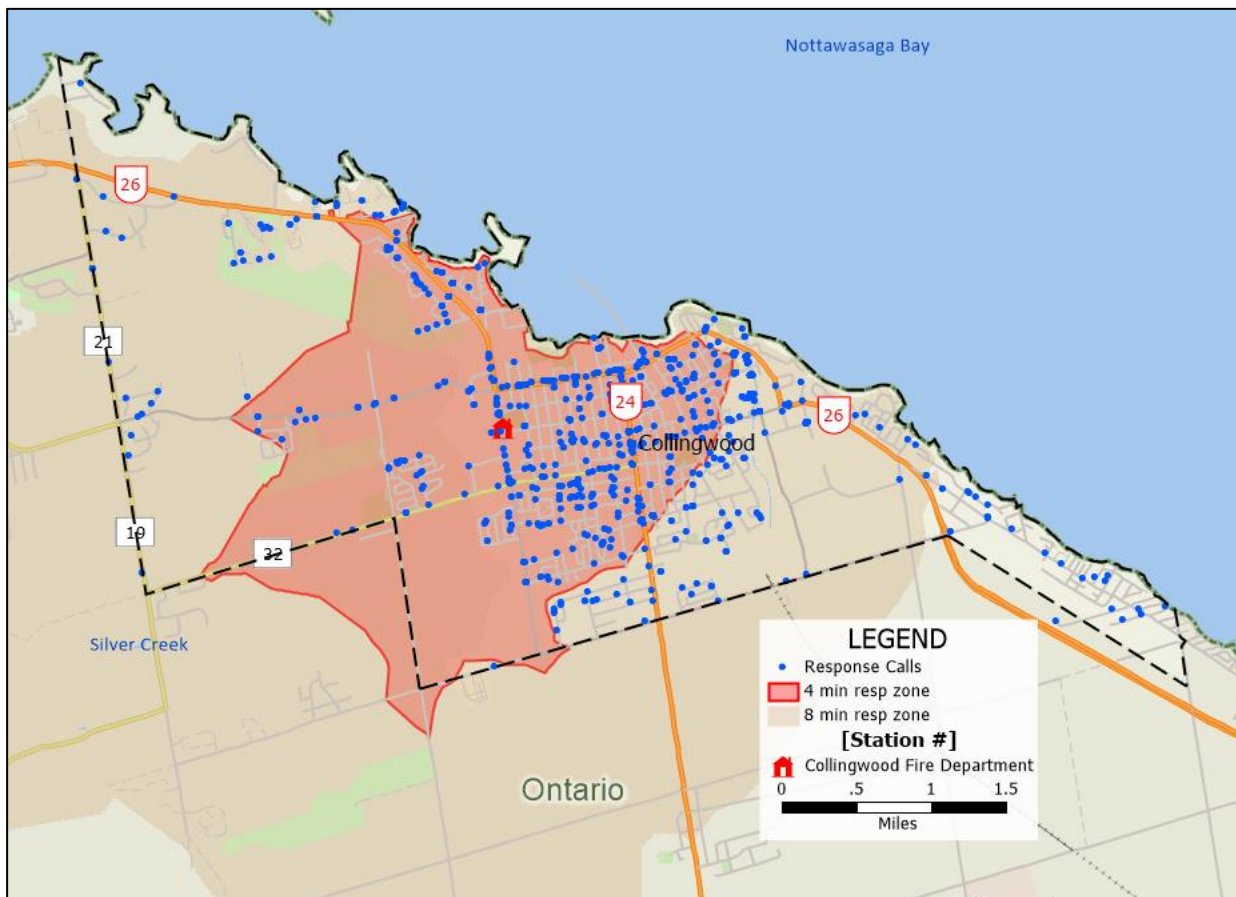 Nottawasaga Bay
26
21
24
26
Collingwood
19
32
Silver Creek
Ontario
LEGEND
Response Calls
4 min resp zone
8 min resp zone
[Station #]
Collingwood Fire Department
0 .5 1 1.5
Miles